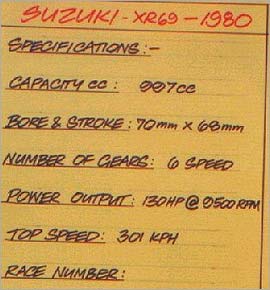 SUZUKI - XR69 - 1980
SPECIFICATIONS:-
CAPACITY CC: 997cc
BORE & STROKE: 70mm X 68mm
NUMBER OF GEARS: 6 SPEED
POWER OUTPUT: 130HP @ 9500 RPM
TOP SPEED: 301 KPH
RACE NUMBER: